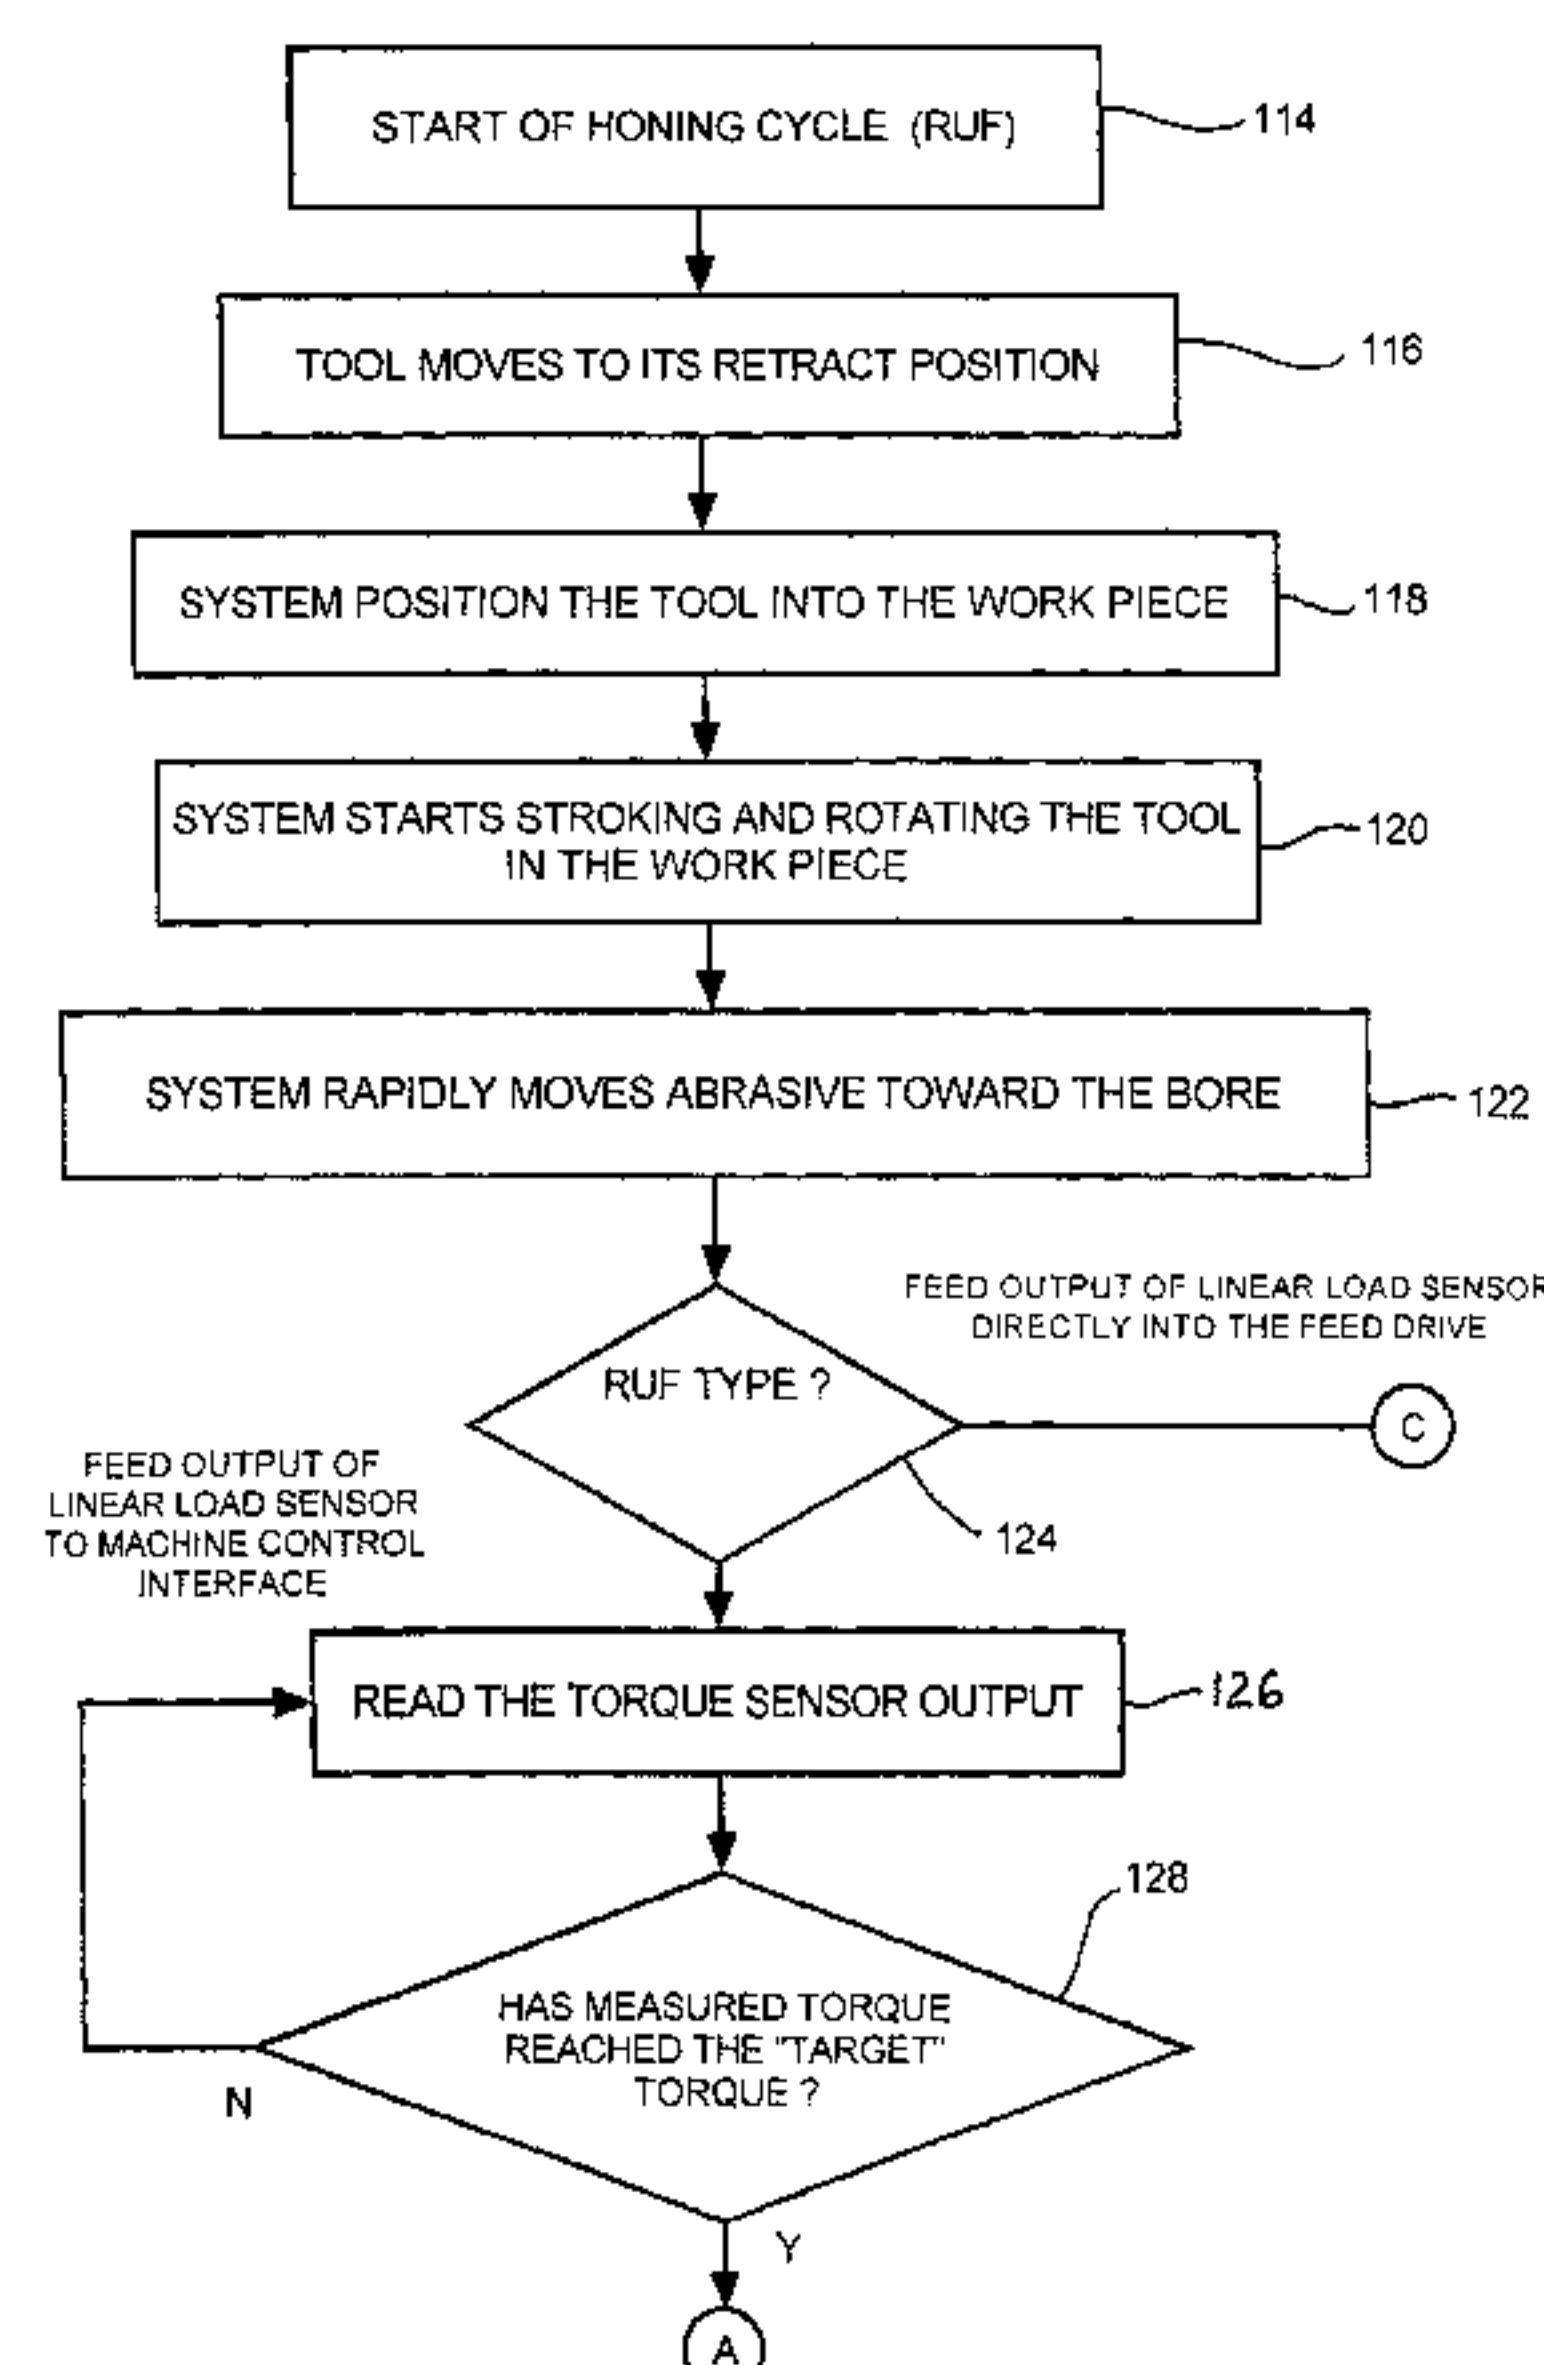 START OF HONING CYCLE (RUF)
114
TOOL MOVES TO ITS RETRACT POSITION
116
SYSTEM POSITION THE TOOL INTO THE WORK PIECE
118
SYSTEM STARTS STROKING AND ROTATING THE TOOL
IN THE WORK PIECE
120
SYSTEM RAPIDLY MOVES ABRASIVE TOWARD THE BORE
122
FEED OUTPUT OF LINEAR LOAD SENSOR
DIRECTLY INTO THE FEED DRIVE
RUF TYPE ?
C
124
FEED OUTPUT OF
LINEAR LOAD SENSOR
TO MACHINE CONTROL
INTERFACE
READ THE TORQUE SENSOR OUTPUT
126
128
HAS MEASURED TORQUE
REACHED THE "TARGET"
TORQUE ?
N
Y
A